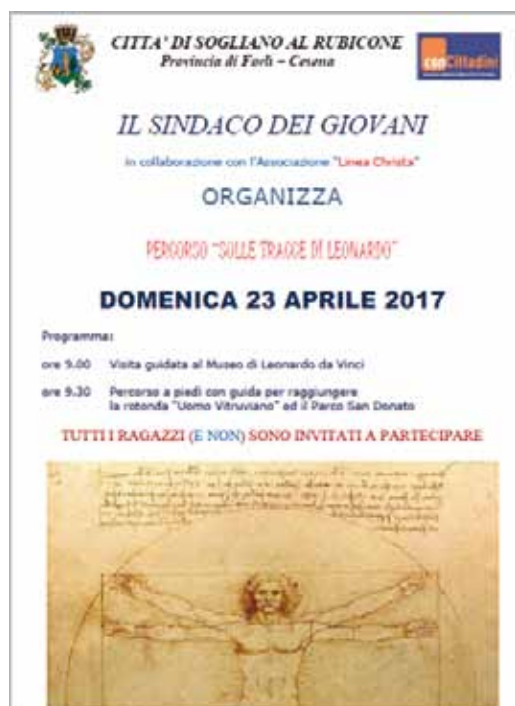 CITTA' DI SOGLIANO AL RUBICONE
Provincia di Forlì – Cesena
conCittadini
IL SINDACO DEI GIOVANI
in collaborazione con l'Associazione "Linea Christa"
ORGANIZZA
PERCORSO "SULLE TRACCE DI LEONARDO"
DOMENICA 23 APRILE 2017
Programma:
ore 9.00 Visita guidata al Museo di Leonardo da Vinci
ore 9.30 Percorso a piedi con guida per raggiungere
la rotonda "Uomo Vitruviano" ed il Parco San Donato
TUTTI I RAGAZZI (E NON) SONO INVITATI A PARTECIPARE